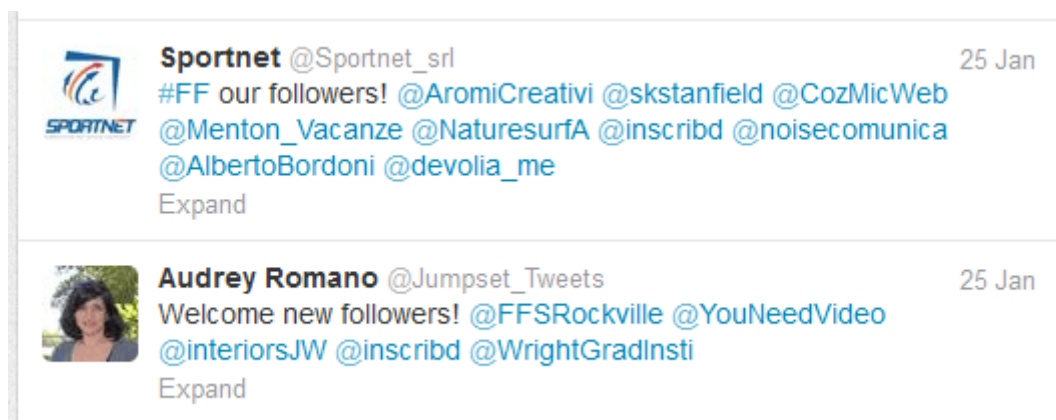 Sportnet @Sportnet_srl 25 Jan
#FF our followers! @AromiCreativi @skstanfield @CozMicWeb
@Menton_Vacanze @NaturesurfA @inscribd @noisecomunica
@AlbertoBordoni @devolia_me
Expand
SPORTNET
Audrey Romano @Jumpset_Tweets 25 Jan
Welcome new followers! @FFSRockville @YouNeedVideo
@interiorsJW @inscribd @WrightGradInsti
Expand